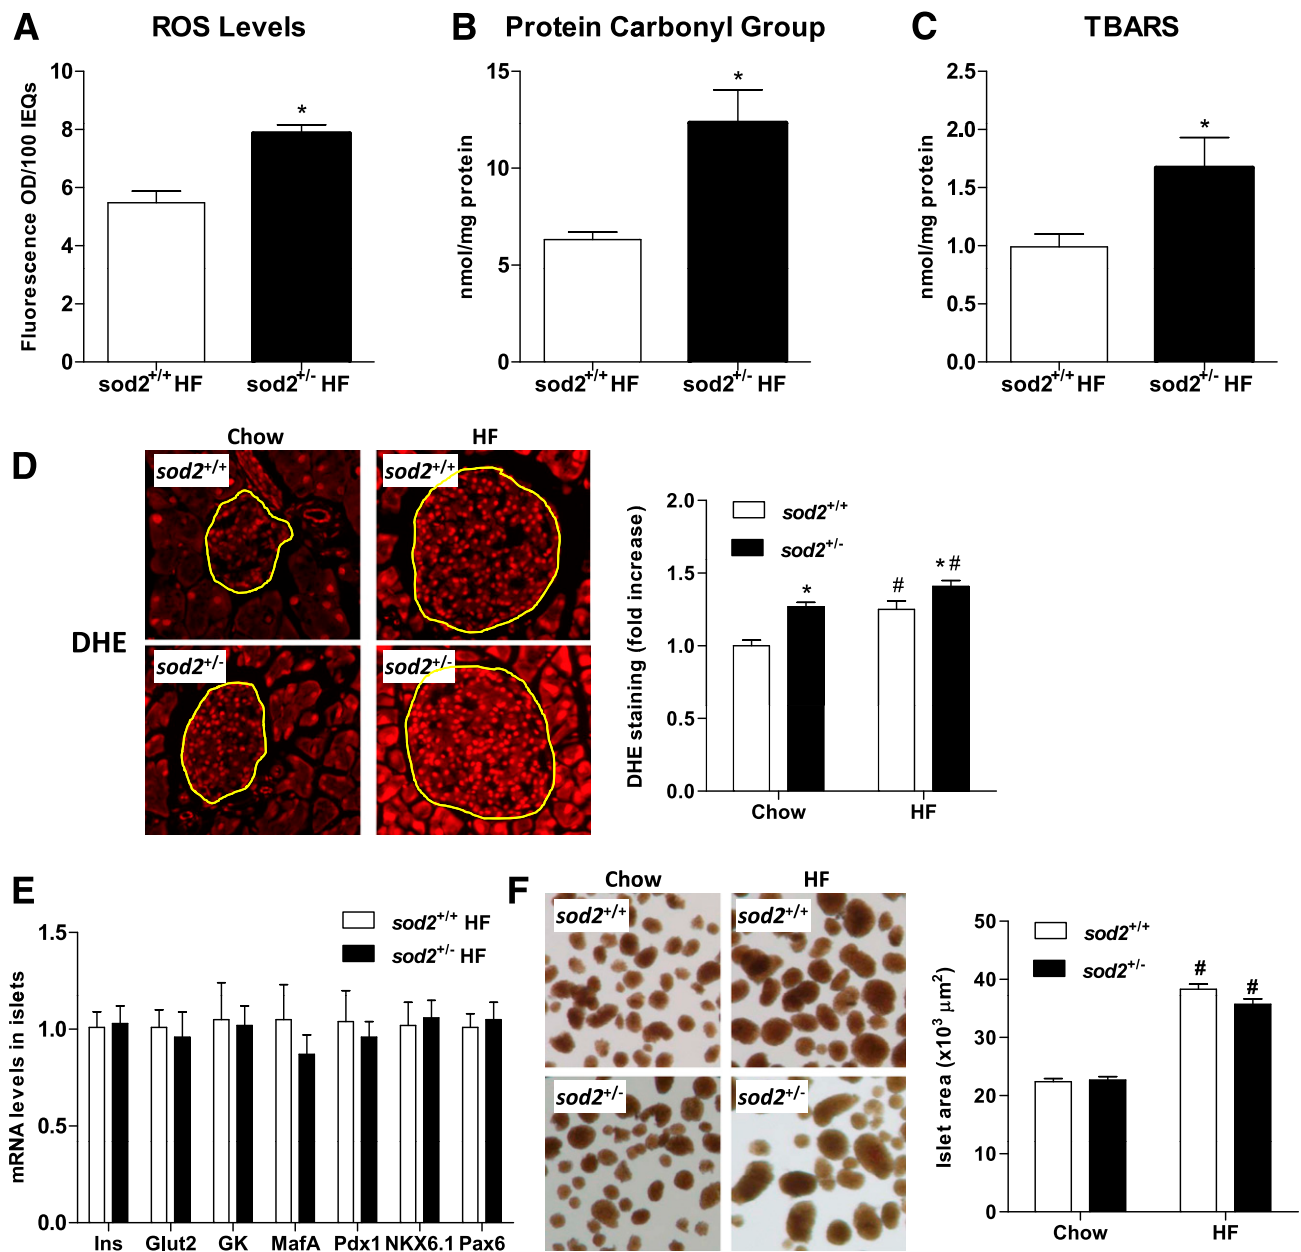 A ROS Levels
Fluorescence OD/100 IEQs
10
8
6
4
2
0
*
sod2+/+ HF sod2+/- HF
B Protein Carbonyl Group
nmol/mg protein
15
10
5
0
*
sod2+/+ HF sod2+/- HF
C TBARS
nmol/mg protein
2.5
2.0
1.5
1.0
0.5
0.0
*
sod2+/+ HF sod2+/- HF
D
Chow HF
sod2+/+ sod2+/+
DHE
sod2+/- sod2+/-
DHE staining (fold increase)
2.0
1.5
1.0
0.5
0.0
sod2+/+
sod2+/-
* # *#
Chow HF
E
mRNA levels in islets
1.5
1.0
0.5
0.0
sod2+/+ HF
sod2+/- HF
Ins Glut2 GK MafA Pdx1 NKX6.1 Pax6
F
Chow HF
sod2+/+ sod2+/+
sod2+/- sod2+/-
Islet area (x10³ µm²)
50
40
30
20
10
0
sod2+/+
sod2+/-
# #
Chow HF